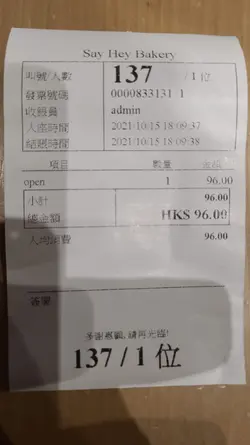 Say Hey Bakery
單號/人數 137 / 1 位
發票號碼 0000833131 1
收銀員 admin
入座時間 2021/10/15 18:09:37
結賬時間 2021/10/15 18:09:38
項目 數量 金額
open 1 96.00
小計 96.00
總金額 HK$ 96.00
人均消費 96.00
簽署:
多謝惠顧,請再光臨!
137 / 1 位